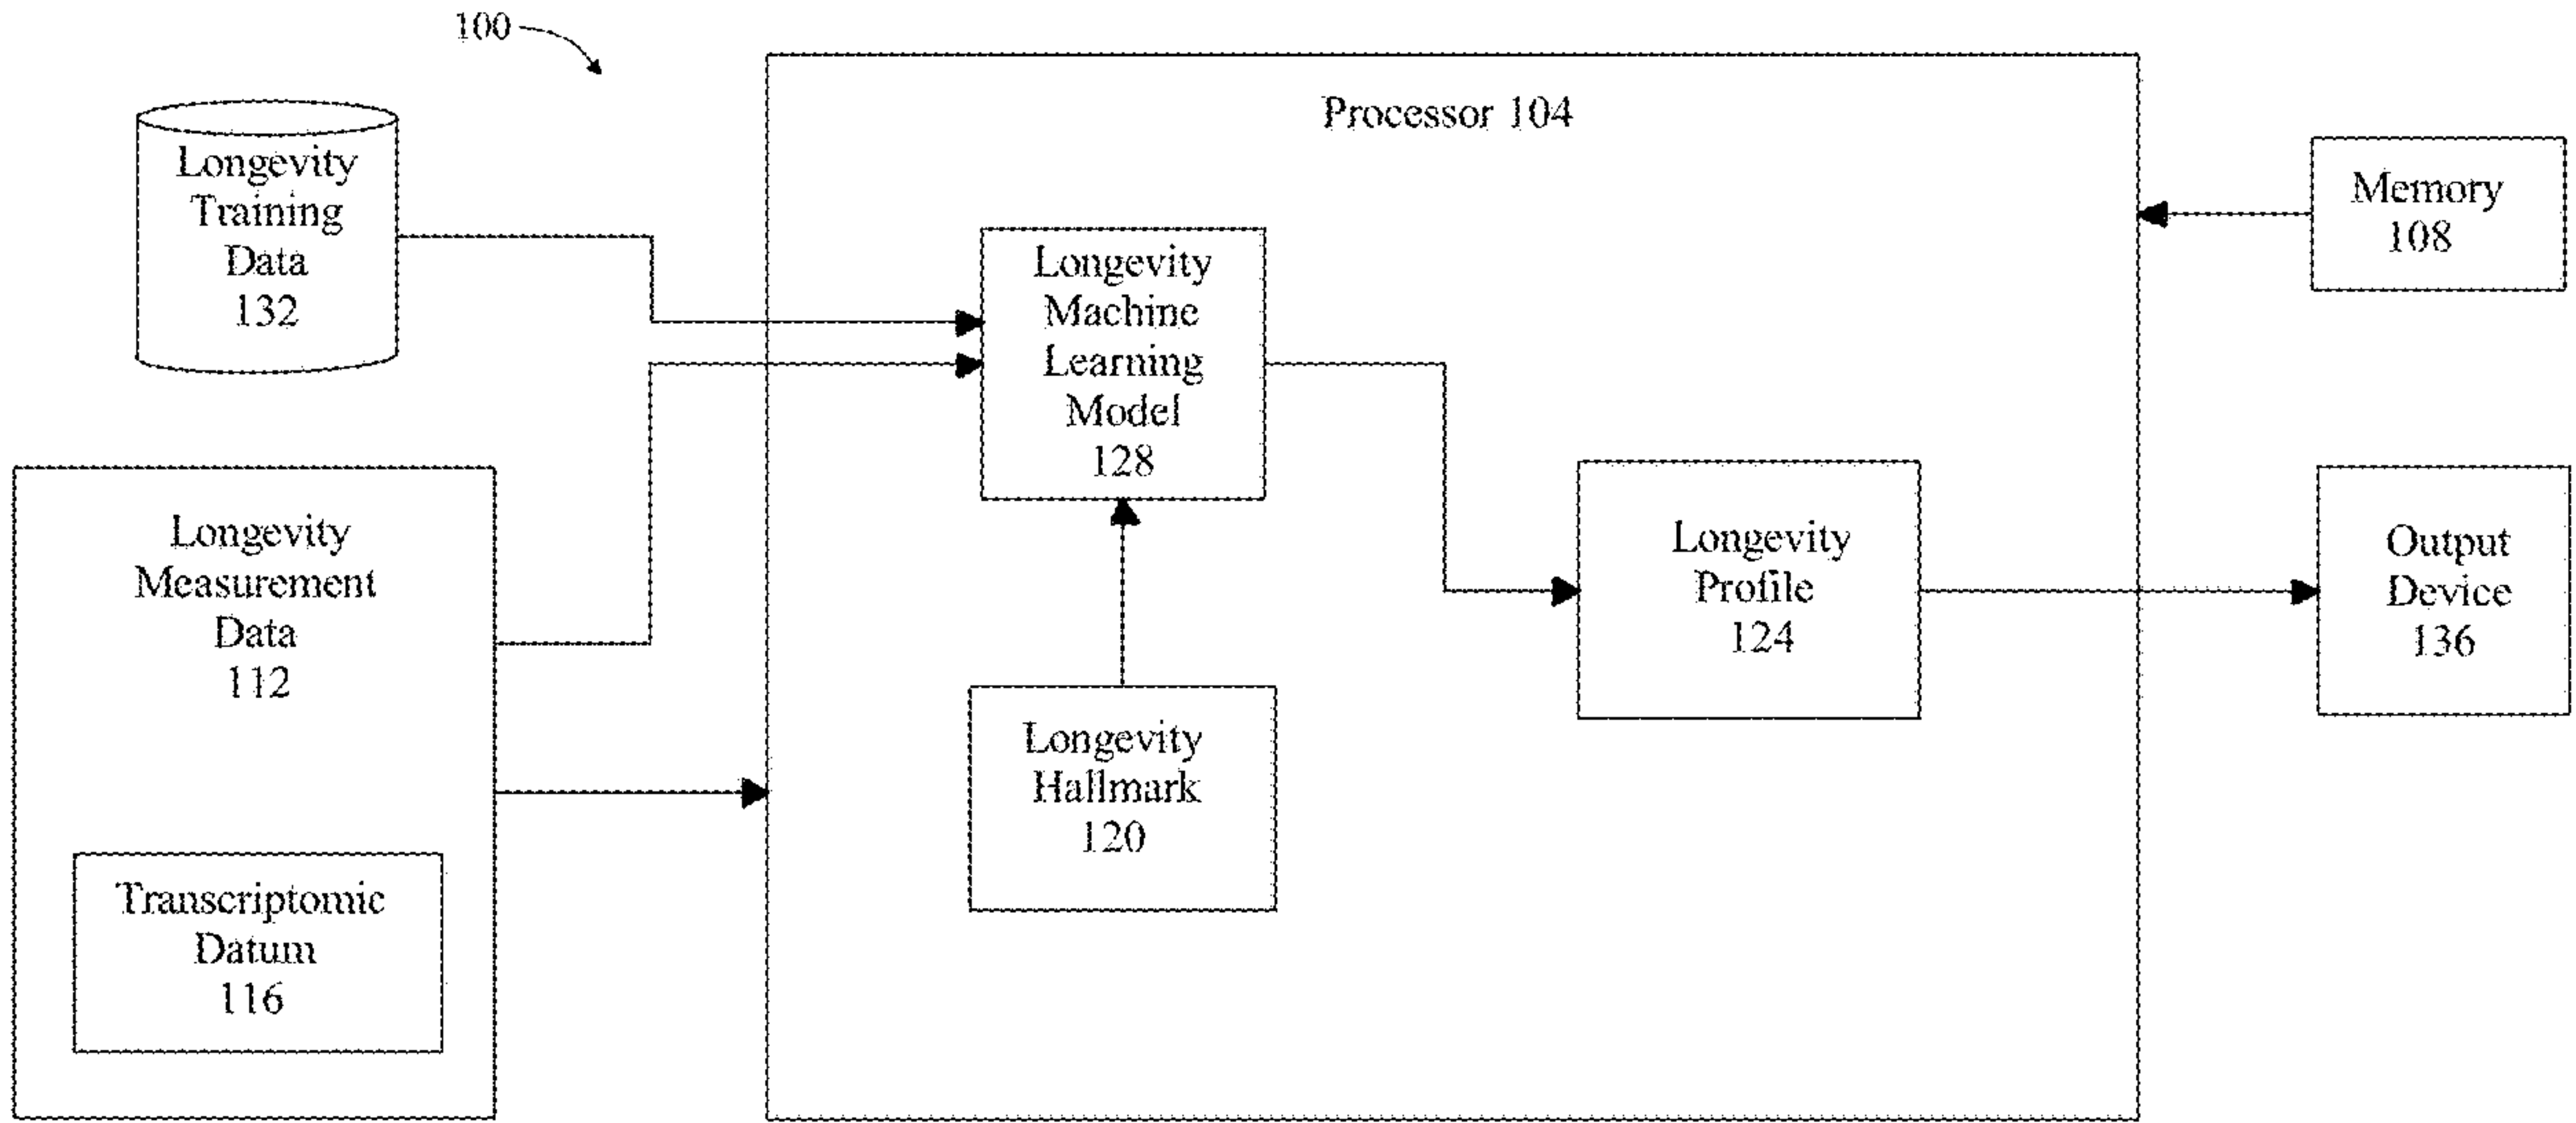 100
Processor 104
Longevity
Training
Data
132
Longevity
Machine
Learning
Model
128
Memory
108
Longevity
Measurement
Data
112
Transcriptomic
Datum
116
Longevity
Hallmark
120
Longevity
Profile
124
Output
Device
136